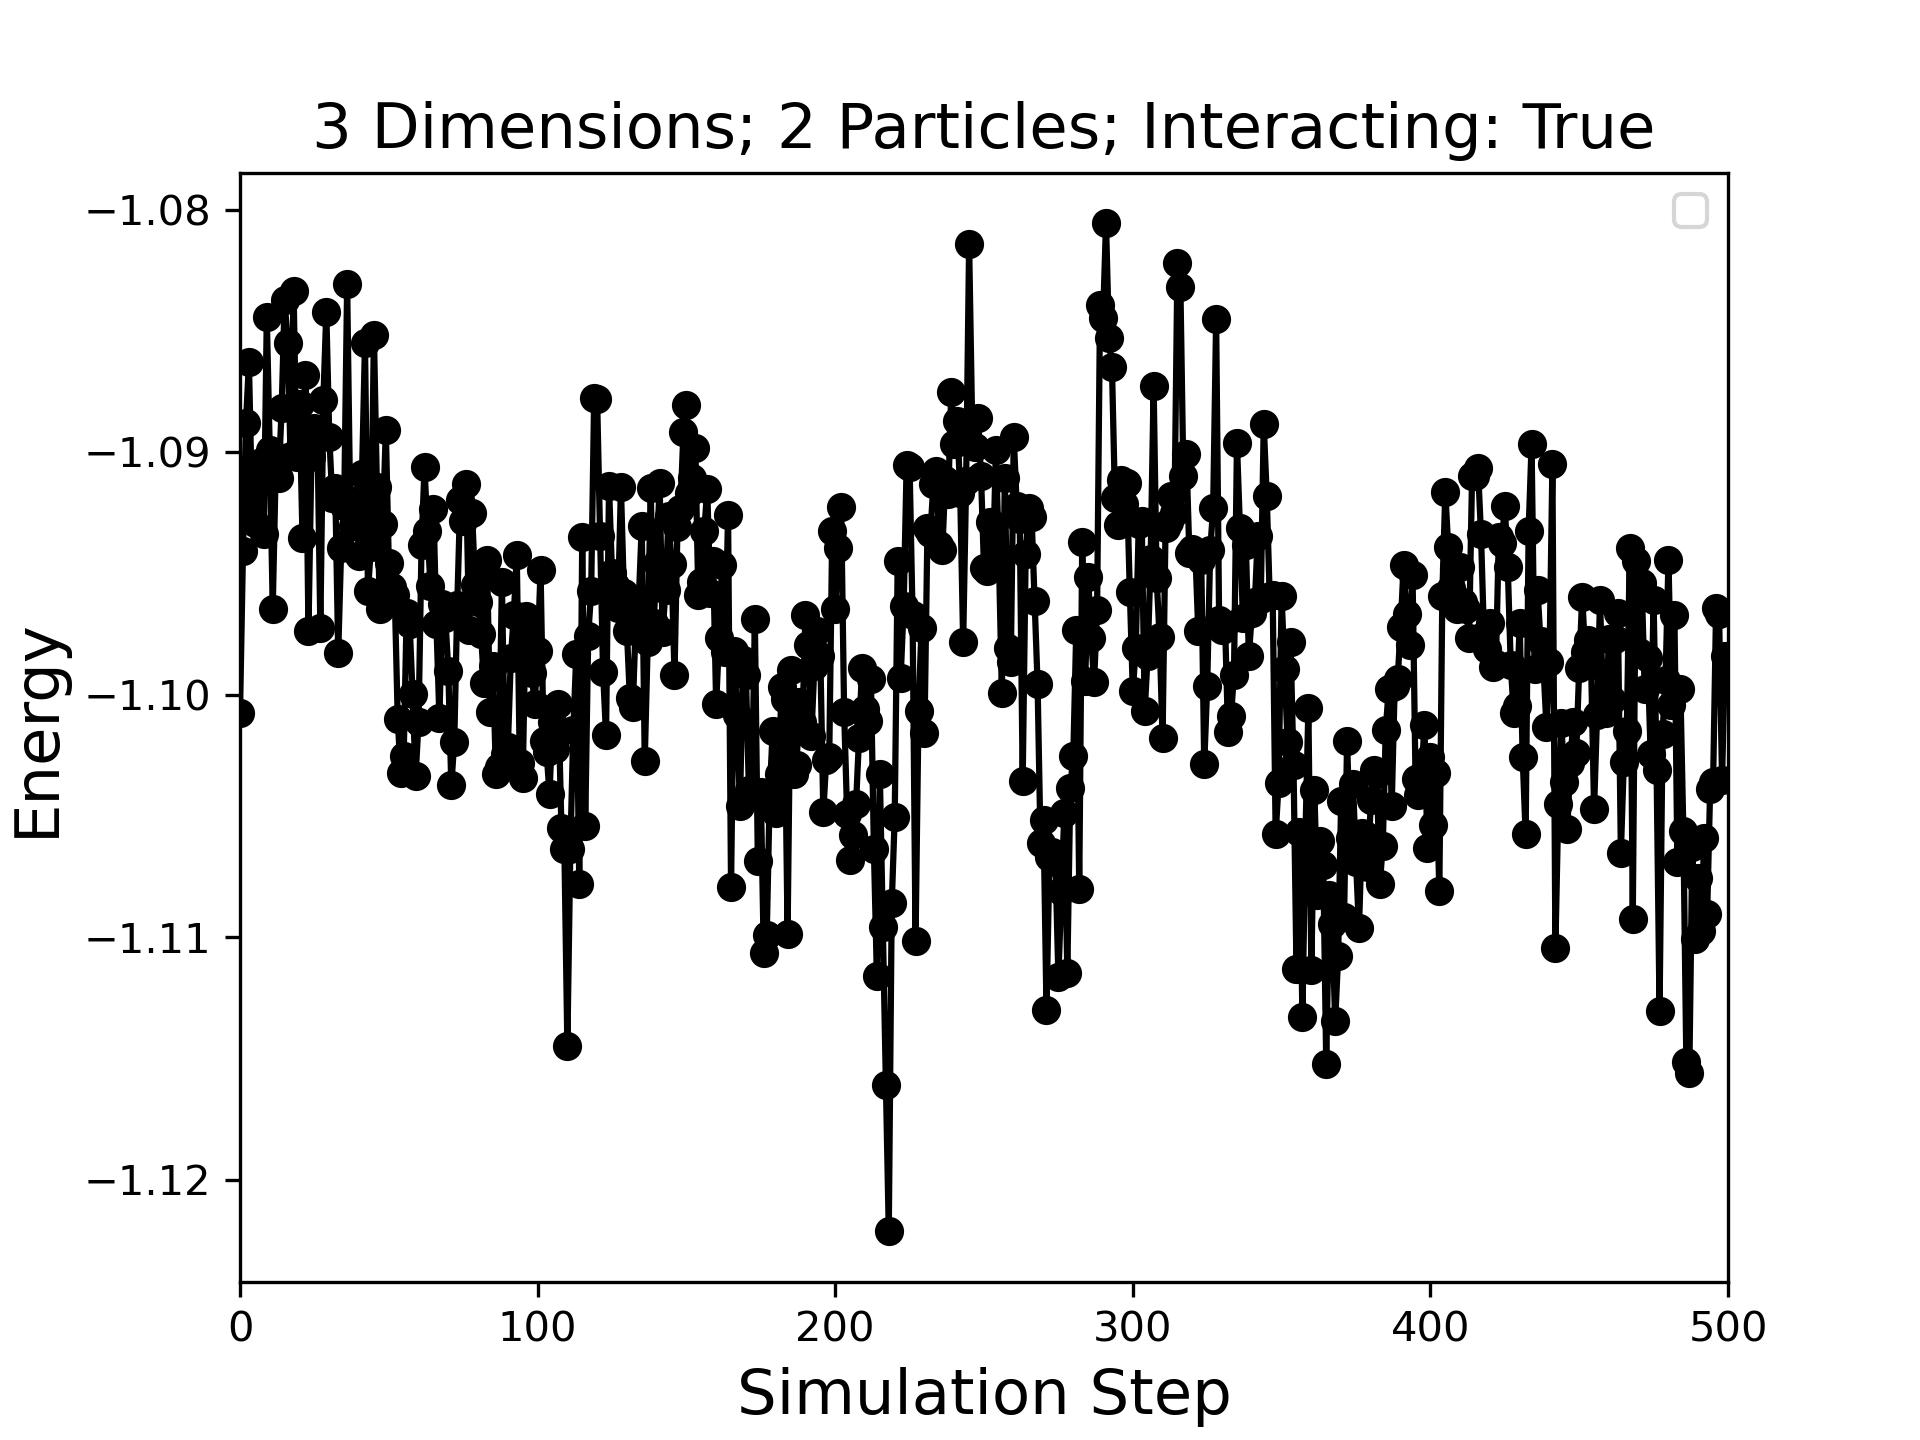 3 Dimensions; 2 Particles; Interacting: True
−1.08
−1.09
−1.10
−1.11
−1.12
Energy
0 100 200 300 400 500
Simulation Step